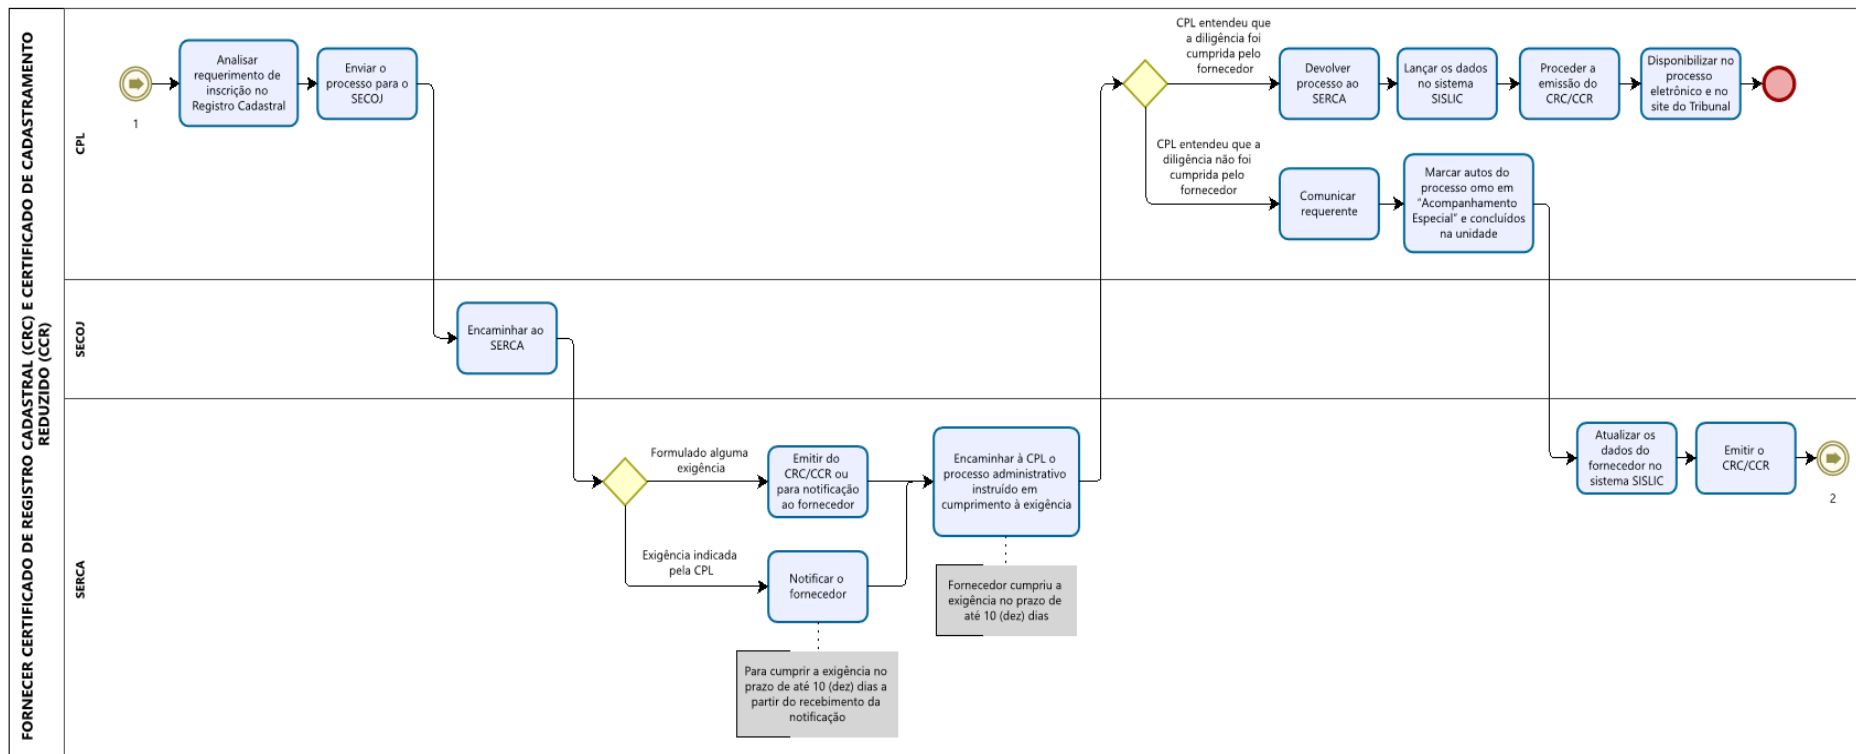 FORNECER CERTIFICADO DE REGISTRO CADASTRAL (CRC) E CERTIFICADO DE CADASTRAMENTO
REDUZIDO (CCR)
CPL
1
Analisar
requerimento de
inscrição no
Registro Cadastral
Enviar o
processo para o
SECOJ
CPL entendeu que
a diligência foi
cumprida pelo
fornecedor
Devolver
processo ao
SERCA
Lançar os dados
no sistema
SISLIC
Proceder a
emissão do
CRC/CCR
Disponibilizar no
processo
eletrônico e no
site do Tribunal
CPL entendeu que a
diligência não foi
cumprida pelo
fornecedor
Comunicar
requerente
Marcar autos do
processo omo em
“Acompanhamento
Especial” e concluídos
na unidade
SECOJ
Encaminhar ao
SERCA
SERCA
Formulado alguma
exigência
Emitir do
CRC/CCR ou
para notificação
ao fornecedor
Exigência indicada
pela CPL
Notificar o
fornecedor
Para cumprir a exigência no
prazo de até 10 (dez) dias a
partir do recebimento da
notificação
Encaminhar à CPL o
processo administrativo
instruído em
cumprimento à exigência
Fornecedor cumpriu a
exigência no prazo de
até 10 (dez) dias
Atualizar os
dados do
fornecedor no
sistema SISLIC
Emitir o
CRC/CCR
2